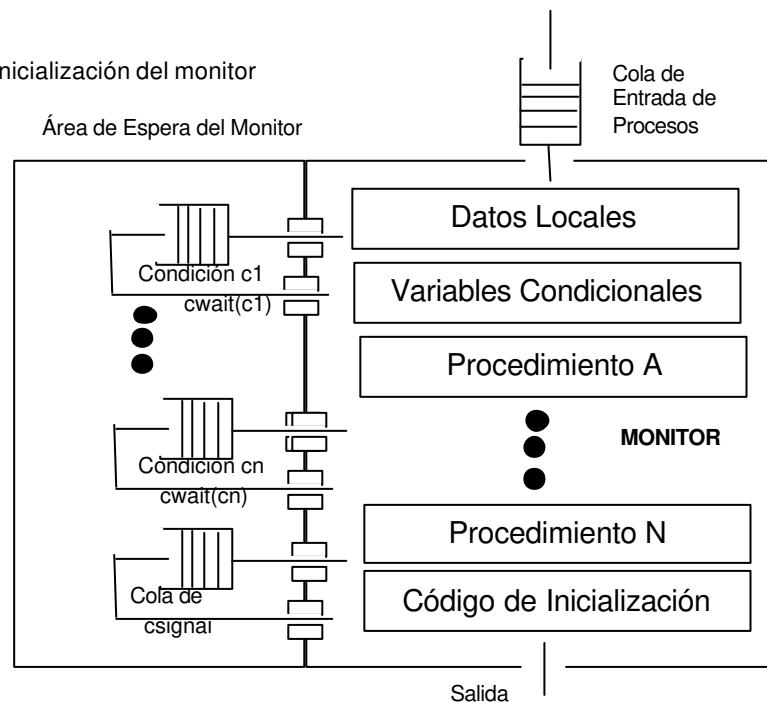 nicialización del monitor
Cola de
Entrada de
Procesos
Área de Espera del Monitor
Datos Locales
Condición c1
cwait(c1)
Variables Condicionales
Procedimiento A
MONITOR
Condición cn
cwait(cn)
Procedimiento N
Cola de
csignal
Código de Inicialización
Salida